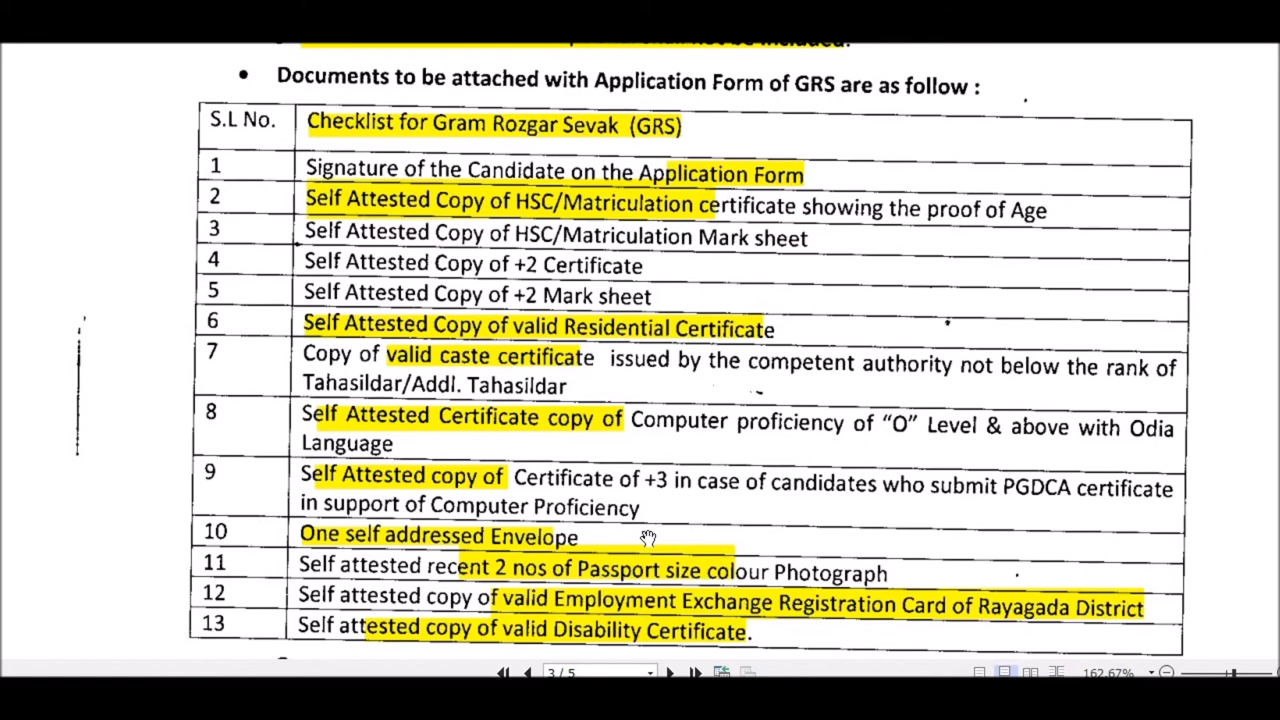 not be included.
• Documents to be attached with Application Form of GRS are as follow :
S.L No. Checklist for Gram Rozgar Sevak (GRS)
1 Signature of the Candidate on the Application Form
2 Self Attested Copy of HSC/Matriculation certificate showing the proof of Age
3 Self Attested Copy of HSC/Matriculation Mark sheet
4 Self Attested Copy of +2 Certificate
5 Self Attested Copy of +2 Mark sheet
6 Self Attested Copy of valid Residential Certificate
7 Copy of valid caste certificate issued by the competent authority not below the rank of
Tahasildar/Addl. Tahasildar
8 Self Attested Certificate copy of Computer proficiency of "O" Level & above with Odia
Language
9 Self Attested copy of Certificate of +3 in case of candidates who submit PGDCA certificate
in support of Computer Proficiency
10 One self addressed Envelope
11 Self attested recent 2 nos of Passport size colour Photograph
12 Self attested copy of valid Employment Exchange Registration Card of Rayagada District
13 Self attested copy of valid Disability Certificate.
3 / 5
162.67%